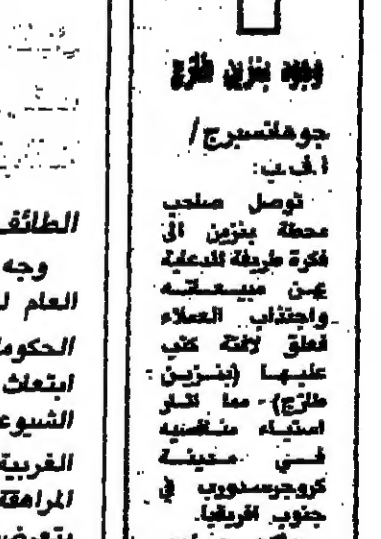 وجود بنزين طازج
جوهانسبرج/
أ.ف.ب:
توصل صاحب
محطة بنزين الى
فكرة طريفة للدعاية
عن مبيعاته
واجتذاب العملاء
فعلق لافتة كتب
عليها (بنزين
طازج) مما اثار
استياء منافسيه
في مدينة
كروجرسدورب في
جنوب افريقيا.
الطائف
وجه
العام
الحكوم
ابتعاث
الشيوع
الغربية
المراهقة